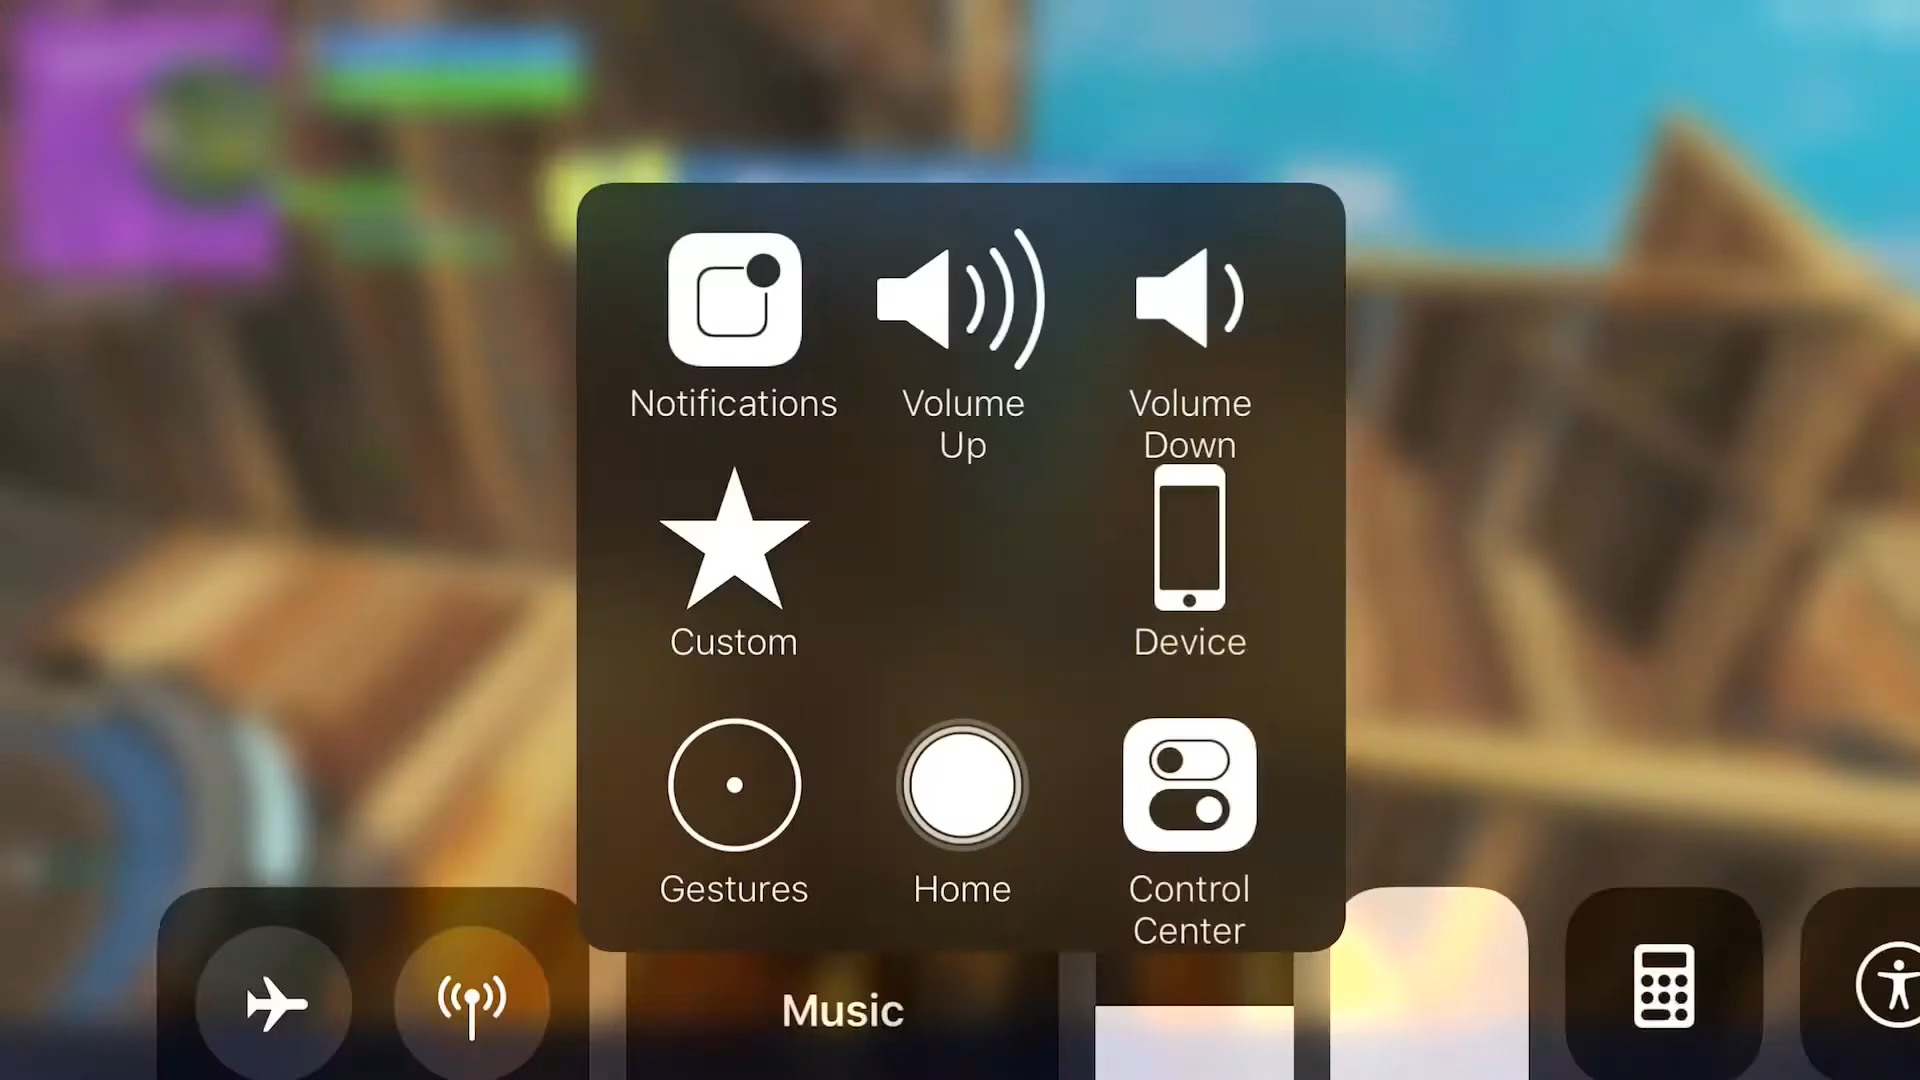 Notifications
Volume
Up
Volume
Down
Custom
Device
Gestures
Home
Control
Center
Music